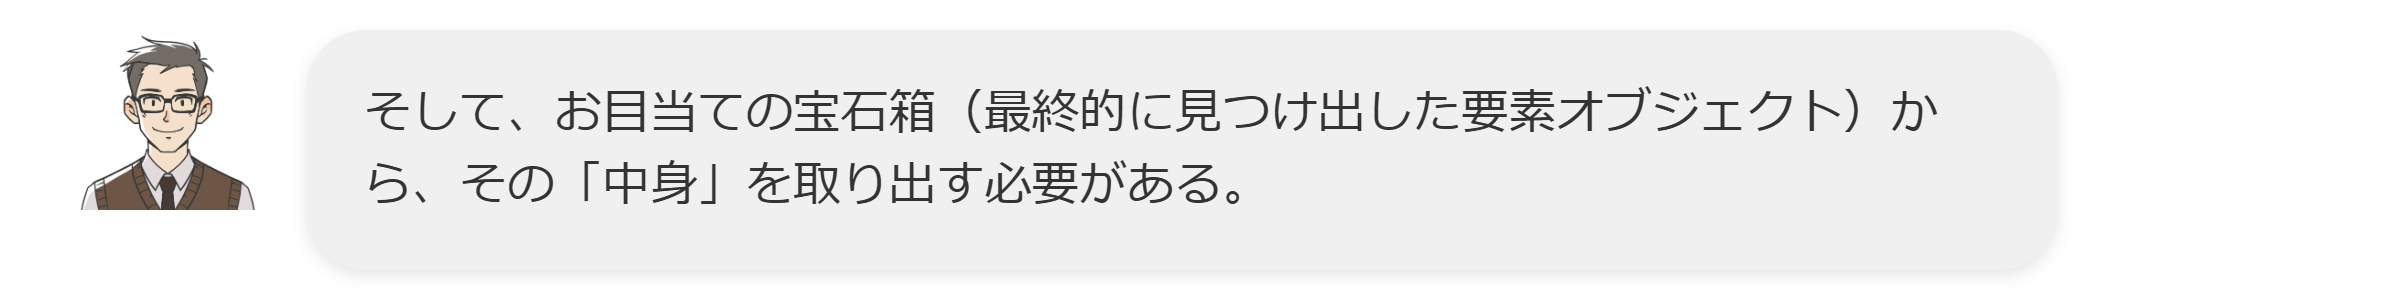 そして、お目当ての宝石箱（最終的に見つけ出した要素オブジェクト）か
ら、その「中身」を取り出す必要がある。